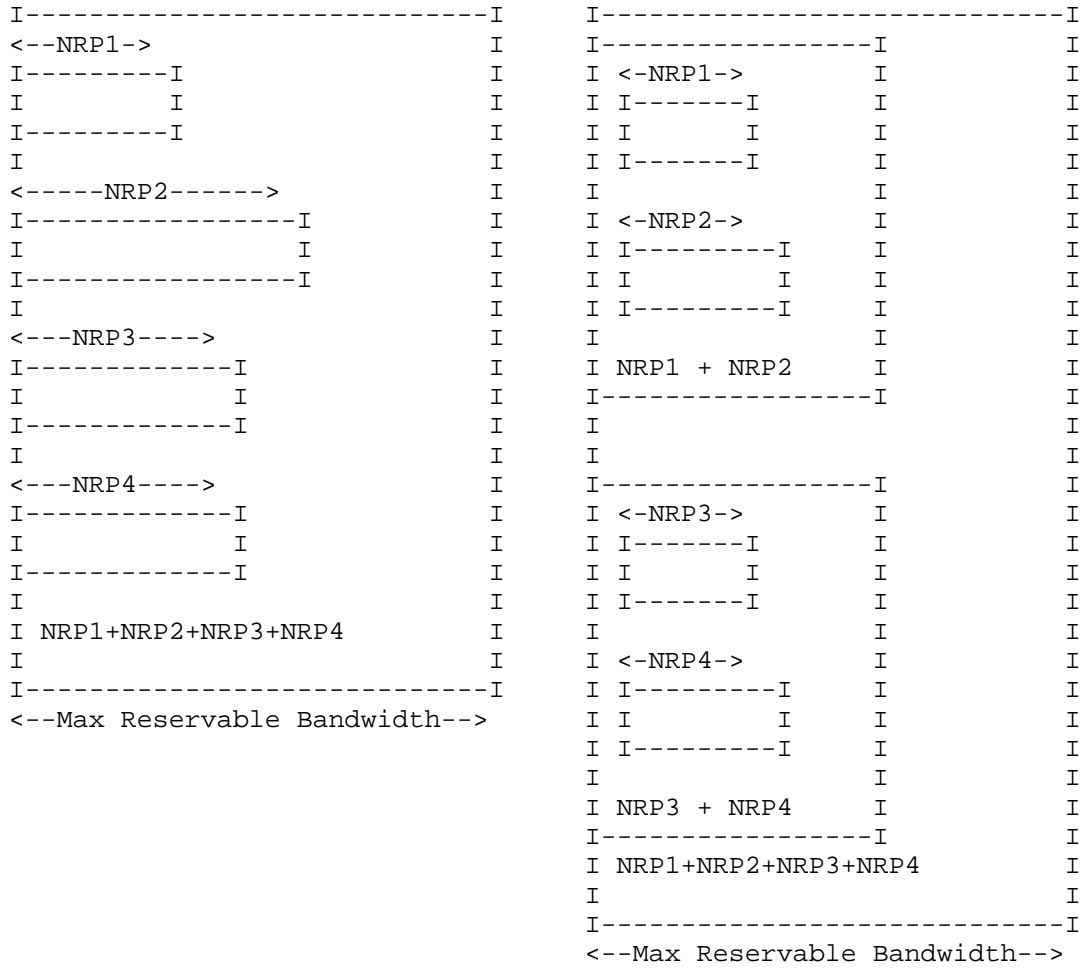 <--NRP1->
<-----NRP2------>
<---NRP3---->
<---NRP4---->
NRP1+NRP2+NRP3+NRP4
<--Max Reservable Bandwidth-->
<-NRP1->
<-NRP2->
NRP1 + NRP2
<-NRP3->
<-NRP4->
NRP3 + NRP4
NRP1+NRP2+NRP3+NRP4
<--Max Reservable Bandwidth-->